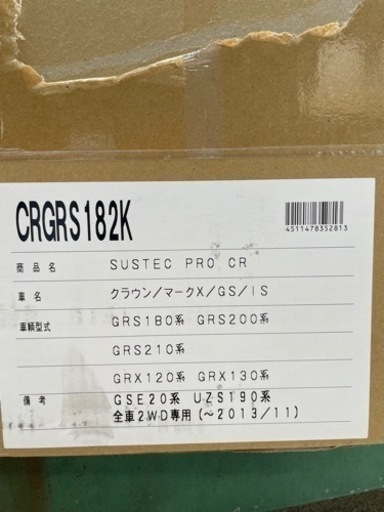 CRGRS182K
4511478352813
商品名 SUSTEC PRO CR
車名 クラウン/マークX/GS/IS
車輌型式 GRS180系 GRS200系
GRS210系
GRX120系 GRX130系
備考 GSE20系 UZS190系
全車2WD専用(~2013/11)